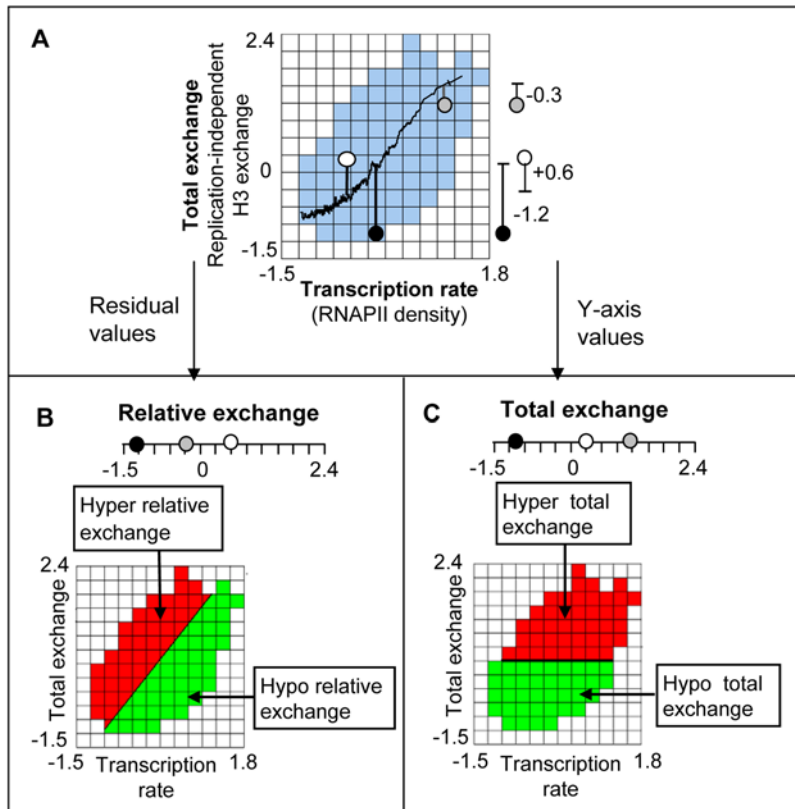 A
2.4
0
-1.5
Total exchange
Replication-independent
H3 exchange
-1.5
1.8
Transcription rate
(RNAPII density)
-0.3
+0.6
-1.2
Residual
values
Y-axis
values
B
Relative exchange
-1.5
0
2.4
Hyper relative
exchange
2.4
Total exchange
-1.5
Hypo relative
exchange
-1.5
1.8
Transcription
rate
C
Total exchange
-1.5
0
2.4
Hyper total
exchange
2.4
Total exchange
-1.5
Hypo total
exchange
-1.5
1.8
Transcription
rate